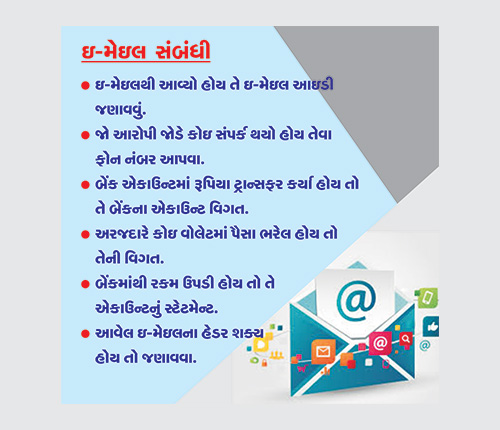 ઇ-મેઇલ સંબંધી
● ઇ-મેઇલથી આવ્યો હોય તે ઇ-મેઇલ આઇડી
જણાવવું.
● જો આરોપી જોડે કોઇ સંપર્ક થયો હોય તેવા
ફોન નંબર આપવા.
● બેંક એકાઉન્ટમાં રૂપિયા ટ્રાન્સફર કર્યા હોય તો
તે બેંકના એકાઉન્ટ વિગત.
● અરજદારે કોઇ વોલેટમાં પૈસા ભરેલ હોય તો
તેની વિગત.
● બેંકમાંથી રકમ ઉપડી હોય તો તે
એકાઉન્ટનું સ્ટેટમેન્ટ.
● આવેલ ઇ-મેઇલના હેડર શક્ય
હોય તો જણાવવા.